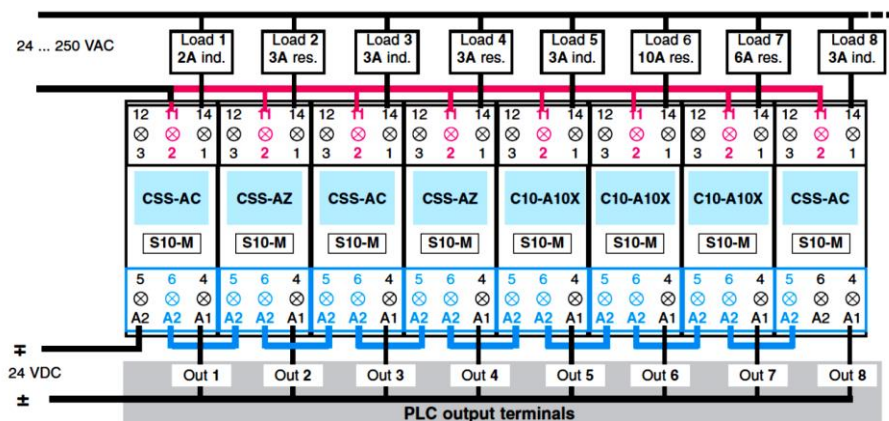 Load 1 Load 2 Load 3 Load 4 Load 5 Load 6 Load 7 Load 8
24 ... 250 VAC
2A ind. 3A res. 3A ind. 3A res. 3A ind. 10A res. 6A res. 3A ind.
12 11 14 12 11 14 12 11 14 12 11 14 12 11 14 12 11 14 12 11 14 12 11 14
3 2 1 3 2 1 3 2 1 3 2 1 3 2 1 3 2 1 3 2 1 3 2 1
CSS-AC CSS-AZ CSS-AC CSS-AZ C10-A10X C10-A10X C10-A10X CSS-AC
S10-M S10-M S10-M S10-M S10-M S10-M S10-M S10-M
5 6 4 5 6 4 5 6 4 5 6 4 5 6 4 5 6 4 5 6 4 5 6 4
A2 A2 A1 A2 A2 A1 A2 A2 A1 A2 A2 A1 A2 A2 A1 A2 A2 A1 A2 A2 A1 A2 A2 A1
∓
24 VDC
Out 1 Out 2 Out 3 Out 4 Out 5 Out 6 Out 7 Out 8
±
PLC output terminals